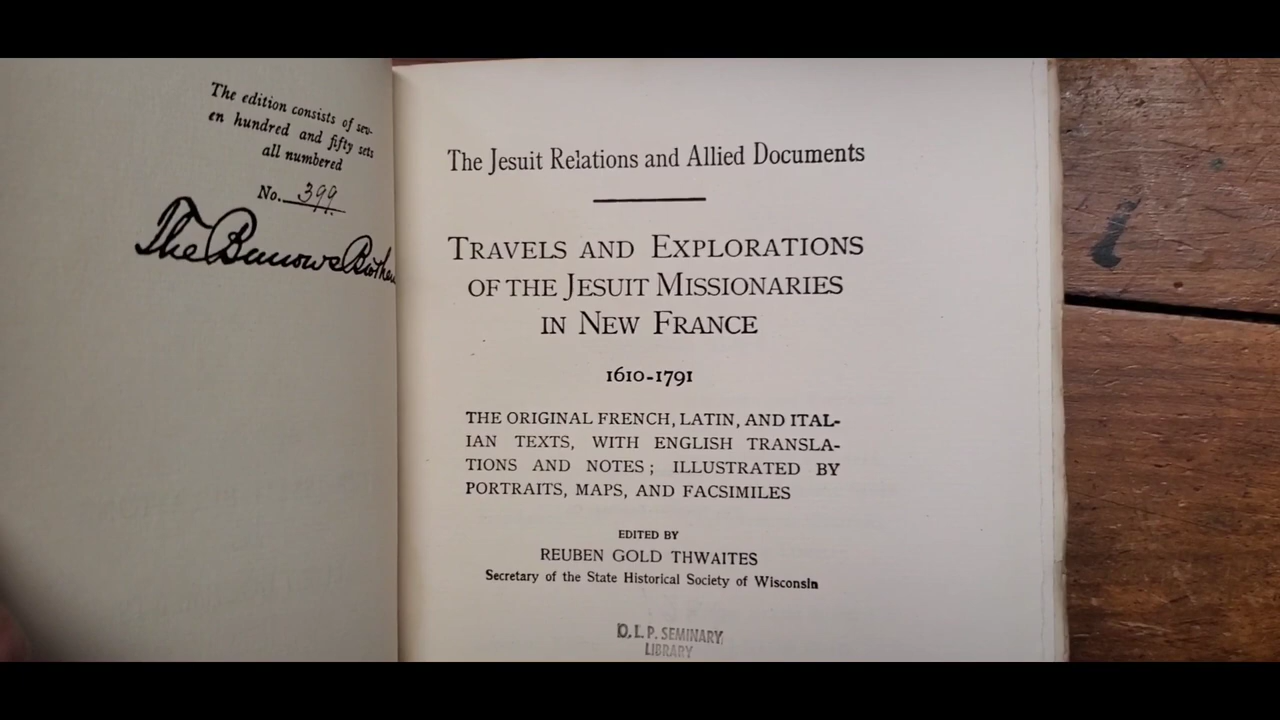 The edition consists of sev-
en hundred and fifty sets
all numbered
No. 399
The Burrows Brothe
The Jesuit Relations and Allied Documents
TRAVELS AND EXPLORATIONS
OF THE JESUIT MISSIONARIES
IN NEW FRANCE
1610-1791
THE ORIGINAL FRENCH, LATIN, AND ITAL-
IAN TEXTS, WITH ENGLISH TRANSLA-
TIONS AND NOTES; ILLUSTRATED BY
PORTRAITS, MAPS, AND FACSIMILES
EDITED BY
REUBEN GOLD THWAITES
Secretary of the State Historical Society of Wisconsin
O. L. P. SEMINARY
LIBRARY